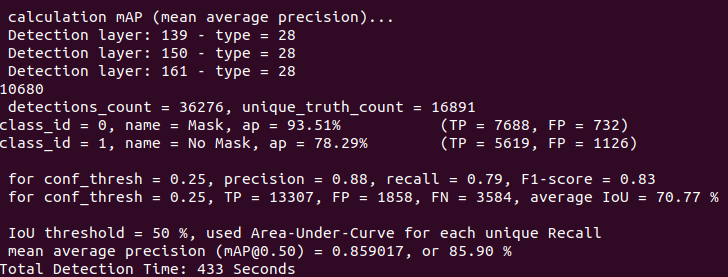 calculation mAP (mean average precision)...
Detection layer: 139 - type = 28
Detection layer: 150 - type = 28
Detection layer: 161 - type = 28
10680
detections_count = 36276, unique_truth_count = 16891
class_id = 0, name = Mask, ap = 93.51% (TP = 7688, FP = 732)
class_id = 1, name = No Mask, ap = 78.29% (TP = 5619, FP = 1126)
for conf_thresh = 0.25, precision = 0.88, recall = 0.79, F1-score = 0.83
for conf_thresh = 0.25, TP = 13307, FP = 1858, FN = 3584, average IoU = 70.77 %
IoU threshold = 50 %, used Area-Under-Curve for each unique Recall
mean average precision (mAP@0.50) = 0.859017, or 85.90 %
Total Detection Time: 433 Seconds